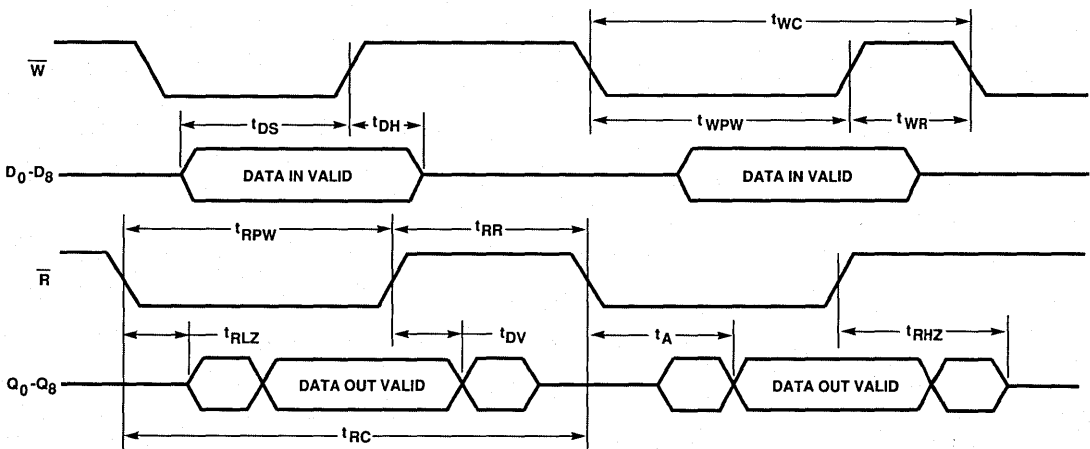 tWC
W
tDS tDH tWPW tWR
D0-D8 DATA IN VALID DATA IN VALID
tRPW tRR
R
tRLZ tDV tA tRHZ
Q0-Q8 DATA OUT VALID DATA OUT VALID
tRC